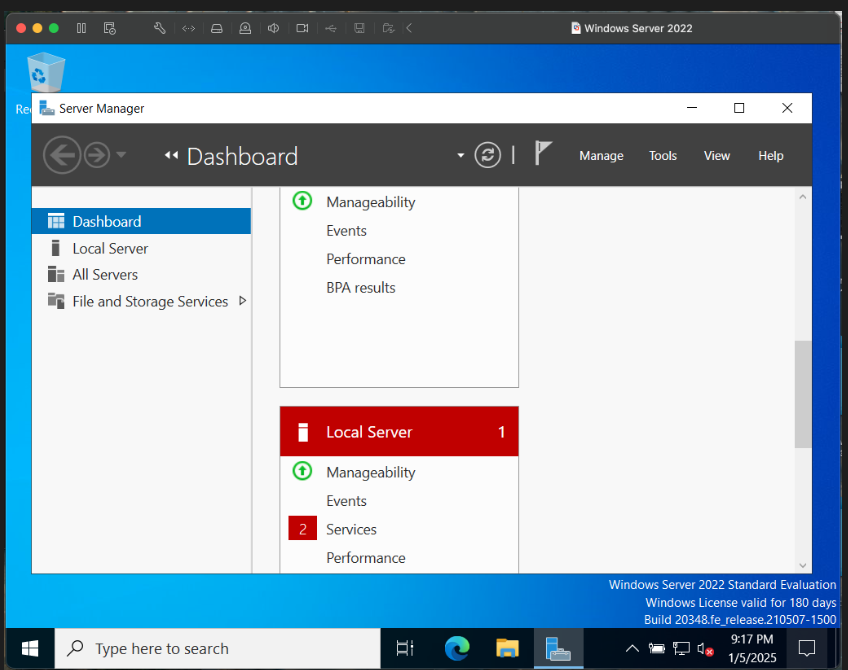 Windows Server 2022
Server Manager
Dashboard
Manage
Tools
View
Help
Dashboard
Local Server
All Servers
File and Storage Services
Manageability
Events
Performance
BPA results
Local Server 1
Manageability
Events
2 Services
Performance
Windows Server 2022 Standard Evaluation
Windows License valid for 180 days
Build 20348.fe_release.210507-1500
Type here to search
9:17 PM
1/5/2025